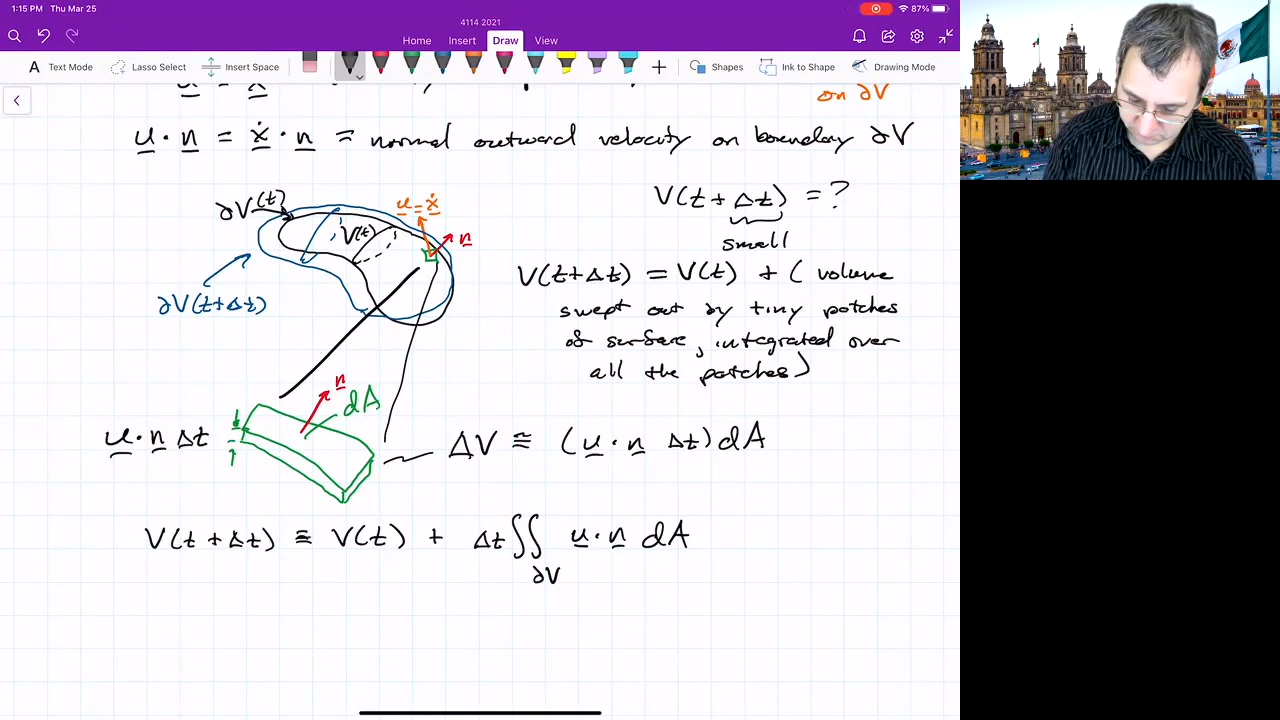 1:15 PM Thu Mar 25
87%
4114 2021
Home Insert Draw View
Text Mode Lasso Select Insert Space Shapes Ink to Shape Drawing Mode
on ∂V
u · n = ẋ · n = normal outward velocity on boundary ∂V
∂V(t)
u = ẋ
V(t)
n
∂V(t+Δt)
V(t+Δt) = ?
small
V(t+Δt) = V(t) + ( volume
swept out by tiny patches
of surface, integrated over
all the patches)
n
dA
u · n Δt
ΔV ≅ (u · n Δt) dA
V(t+Δt) ≅ V(t) + Δt ∬ u · n dA
∂V